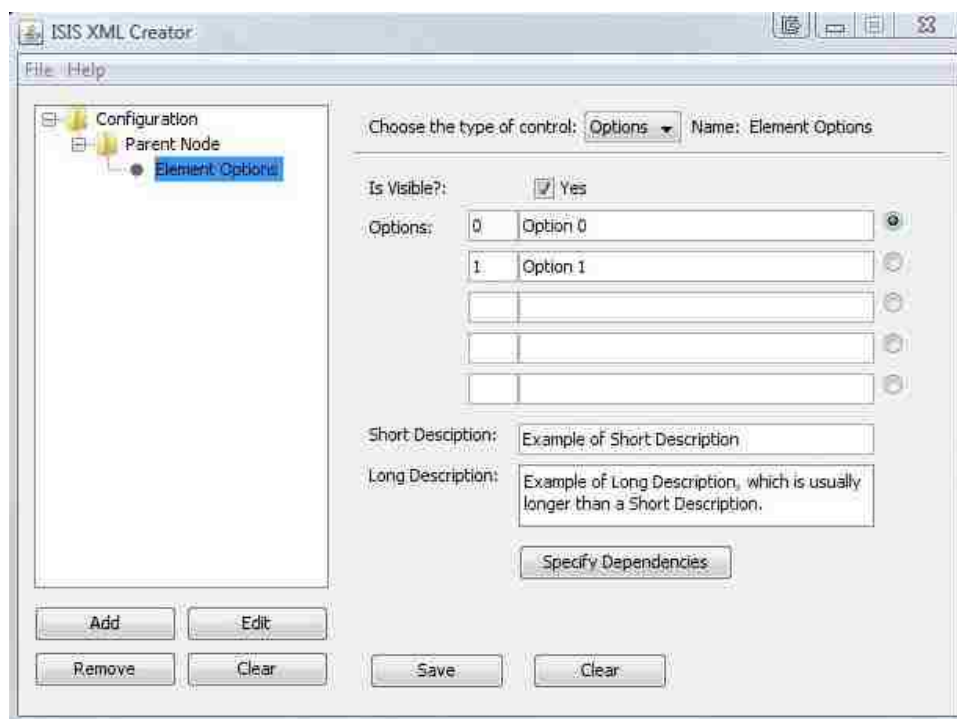 ISIS XML Creator
File Help
Configuration
Parent Node
Element Options
Choose the type of control: Options Name: Element Options
Is Visible?: Yes
Options: 0 Option 0
1 Option 1
Short Desciption: Example of Short Description
Long Description: Example of Long Description, which is usually
longer than a Short Description.
Specify Dependencies
Add Edit
Remove Clear Save Clear